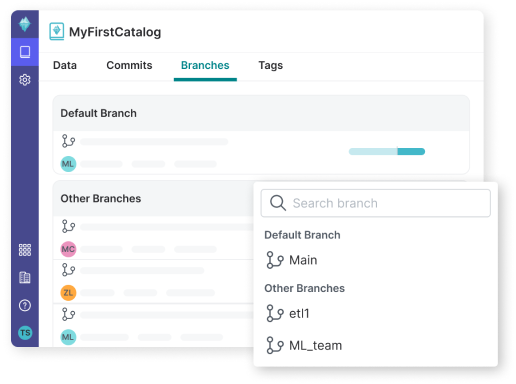 MyFirstCatalog
Data Commits Branches Tags
Default Branch
ML
Other Branches
MC
ZL
ML
TS
Search branch
Default Branch
Main
Other Branches
etl1
ML_team